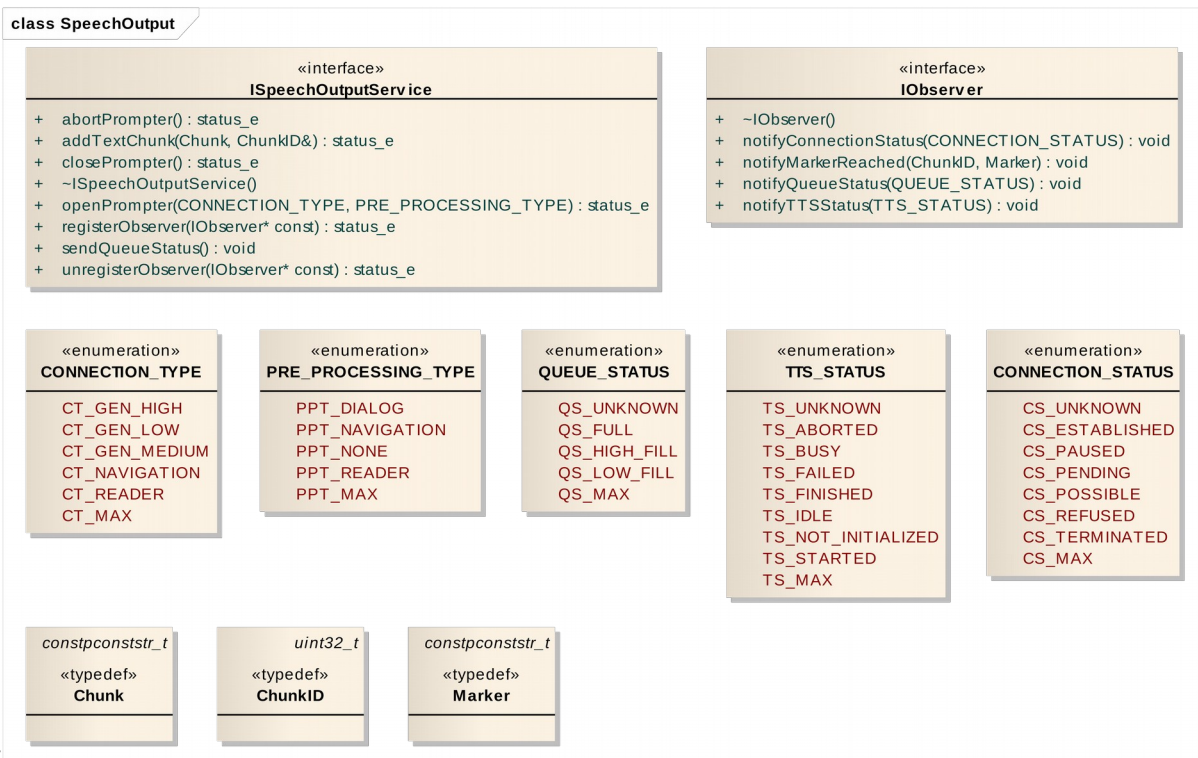 class SpeechOutput
«interface»
ISpeechOutputService
+ abortPrompter() : status_e
+ addTextChunk(Chunk, ChunkID&) : status_e
+ closePrompter() : status_e
+ ~ISpeechOutputService()
+ openPrompter(CONNECTION_TYPE, PRE_PROCESSING_TYPE) : status_e
+ registerObserver(IObserver* const) : status_e
+ sendQueueStatus() : void
+ unregisterObserver(IObserver* const) : status_e
«interface»
IObserver
+ ~IObserver()
+ notifyConnectionStatus(CONNECTION_STATUS) : void
+ notifyMarkerReached(ChunkID, Marker) : void
+ notifyQueueStatus(QUEUE_STATUS) : void
+ notifyTTSStatus(TTS_STATUS) : void
«enumeration»
CONNECTION_TYPE
CT_GEN_HIGH
CT_GEN_LOW
CT_GEN_MEDIUM
CT_NAVIGATION
CT_READER
CT_MAX
«enumeration»
PRE_PROCESSING_TYPE
PPT_DIALOG
PPT_NAVIGATION
PPT_NONE
PPT_READER
PPT_MAX
«enumeration»
QUEUE_STATUS
QS_UNKNOWN
QS_FULL
QS_HIGH_FILL
QS_LOW_FILL
QS_MAX
«enumeration»
TTS_STATUS
TS_UNKNOWN
TS_ABORTED
TS_BUSY
TS_FAILED
TS_FINISHED
TS_IDLE
TS_NOT_INITIALIZED
TS_STARTED
TS_MAX
«enumeration»
CONNECTION_STATUS
CS_UNKNOWN
CS_ESTABLISHED
CS_PAUSED
CS_PENDING
CS_POSSIBLE
CS_REFUSED
CS_TERMINATED
CS_MAX
constpconststr_t
«typedef»
Chunk
uint32_t
«typedef»
ChunkID
constpconststr_t
«typedef»
Marker